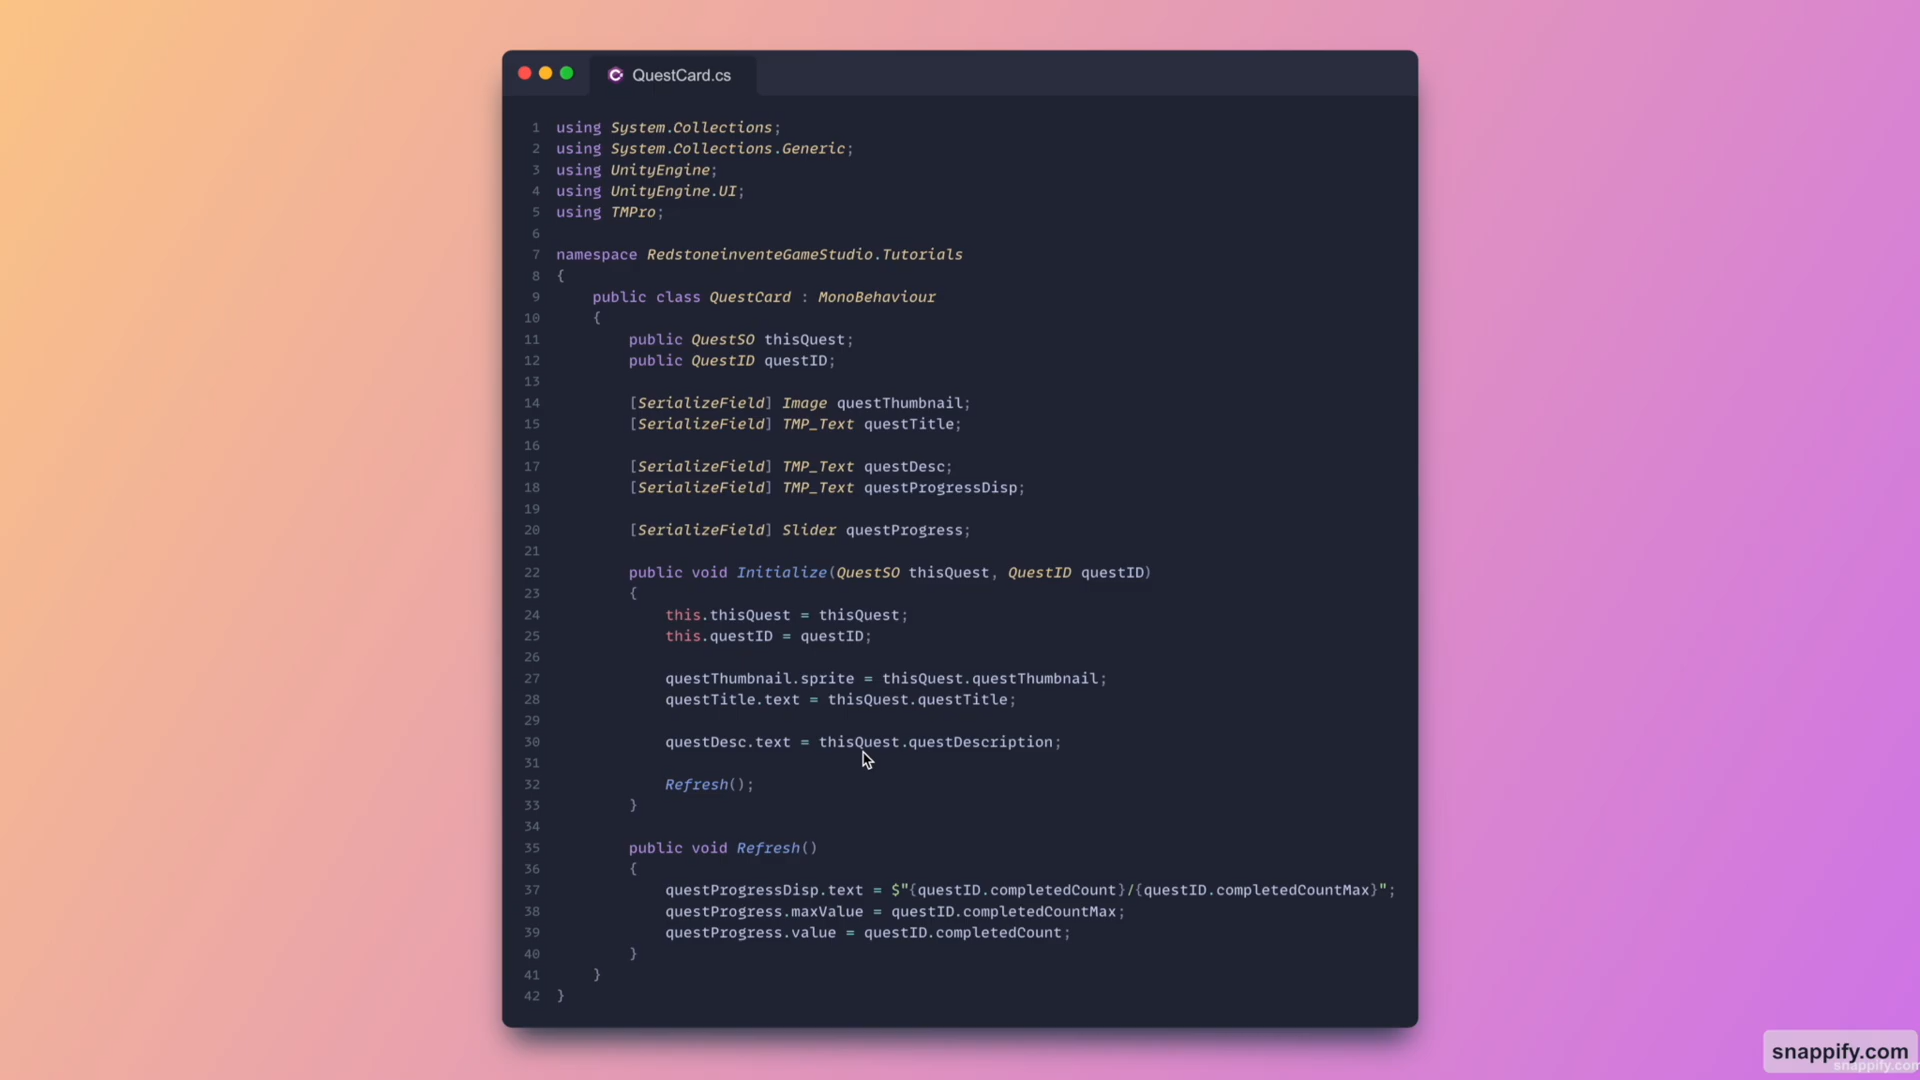 QuestCard.cs
1 using System.Collections;
2 using System.Collections.Generic;
3 using UnityEngine;
4 using UnityEngine.UI;
5 using TMPro;
6
7 namespace RedstoneinventeGameStudio.Tutorials
8 {
9 public class QuestCard : MonoBehaviour
10 {
11 public QuestSO thisQuest;
12 public QuestID questID;
13
14 [SerializeField] Image questThumbnail;
15 [SerializeField] TMP_Text questTitle;
16
17 [SerializeField] TMP_Text questDesc;
18 [SerializeField] TMP_Text questProgressDisp;
19
20 [SerializeField] Slider questProgress;
21
22 public void Initialize(QuestSO thisQuest, QuestID questID)
23 {
24 this.thisQuest = thisQuest;
25 this.questID = questID;
26
27 questThumbnail.sprite = thisQuest.questThumbnail;
28 questTitle.text = thisQuest.questTitle;
29
30 questDesc.text = thisQuest.questDescription;
31
32 Refresh();
33 }
34
35 public void Refresh()
36 {
37 questProgressDisp.text = $"{questID.completedCount}/{questID.completedCountMax}";
38 questProgress.maxValue = questID.completedCountMax;
39 questProgress.value = questID.completedCount;
40 }
41 }
42 }
snappify.com
snappify.com